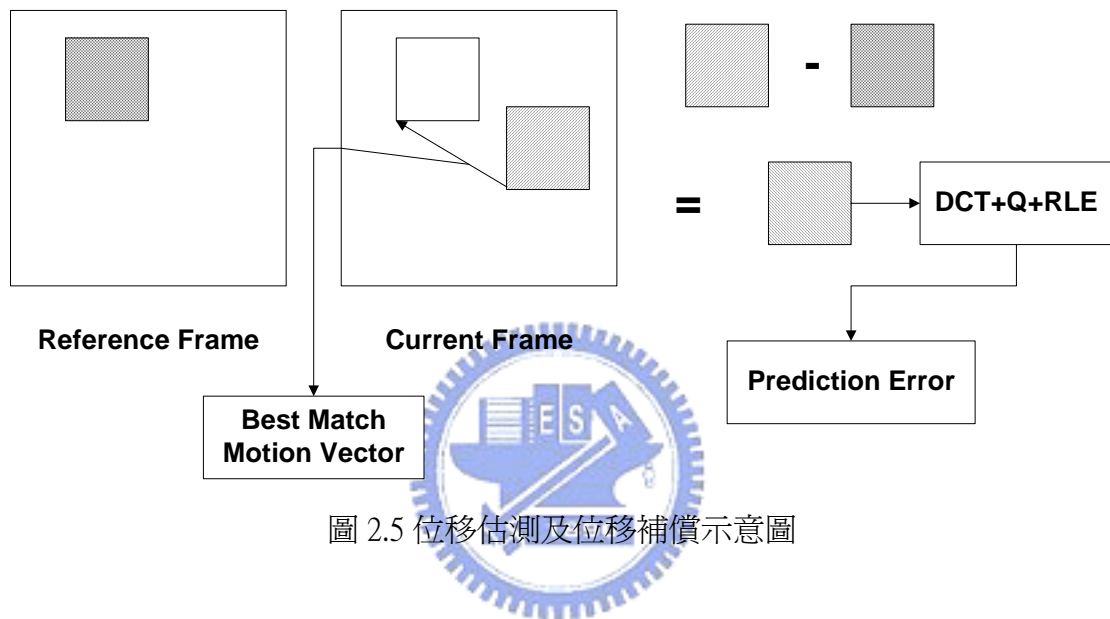 -
=
DCT+Q+RLE
Reference Frame
Current Frame
Prediction Error
Best Match
Motion Vector
E S A
圖 2.5 位移估測及位移補償示意圖